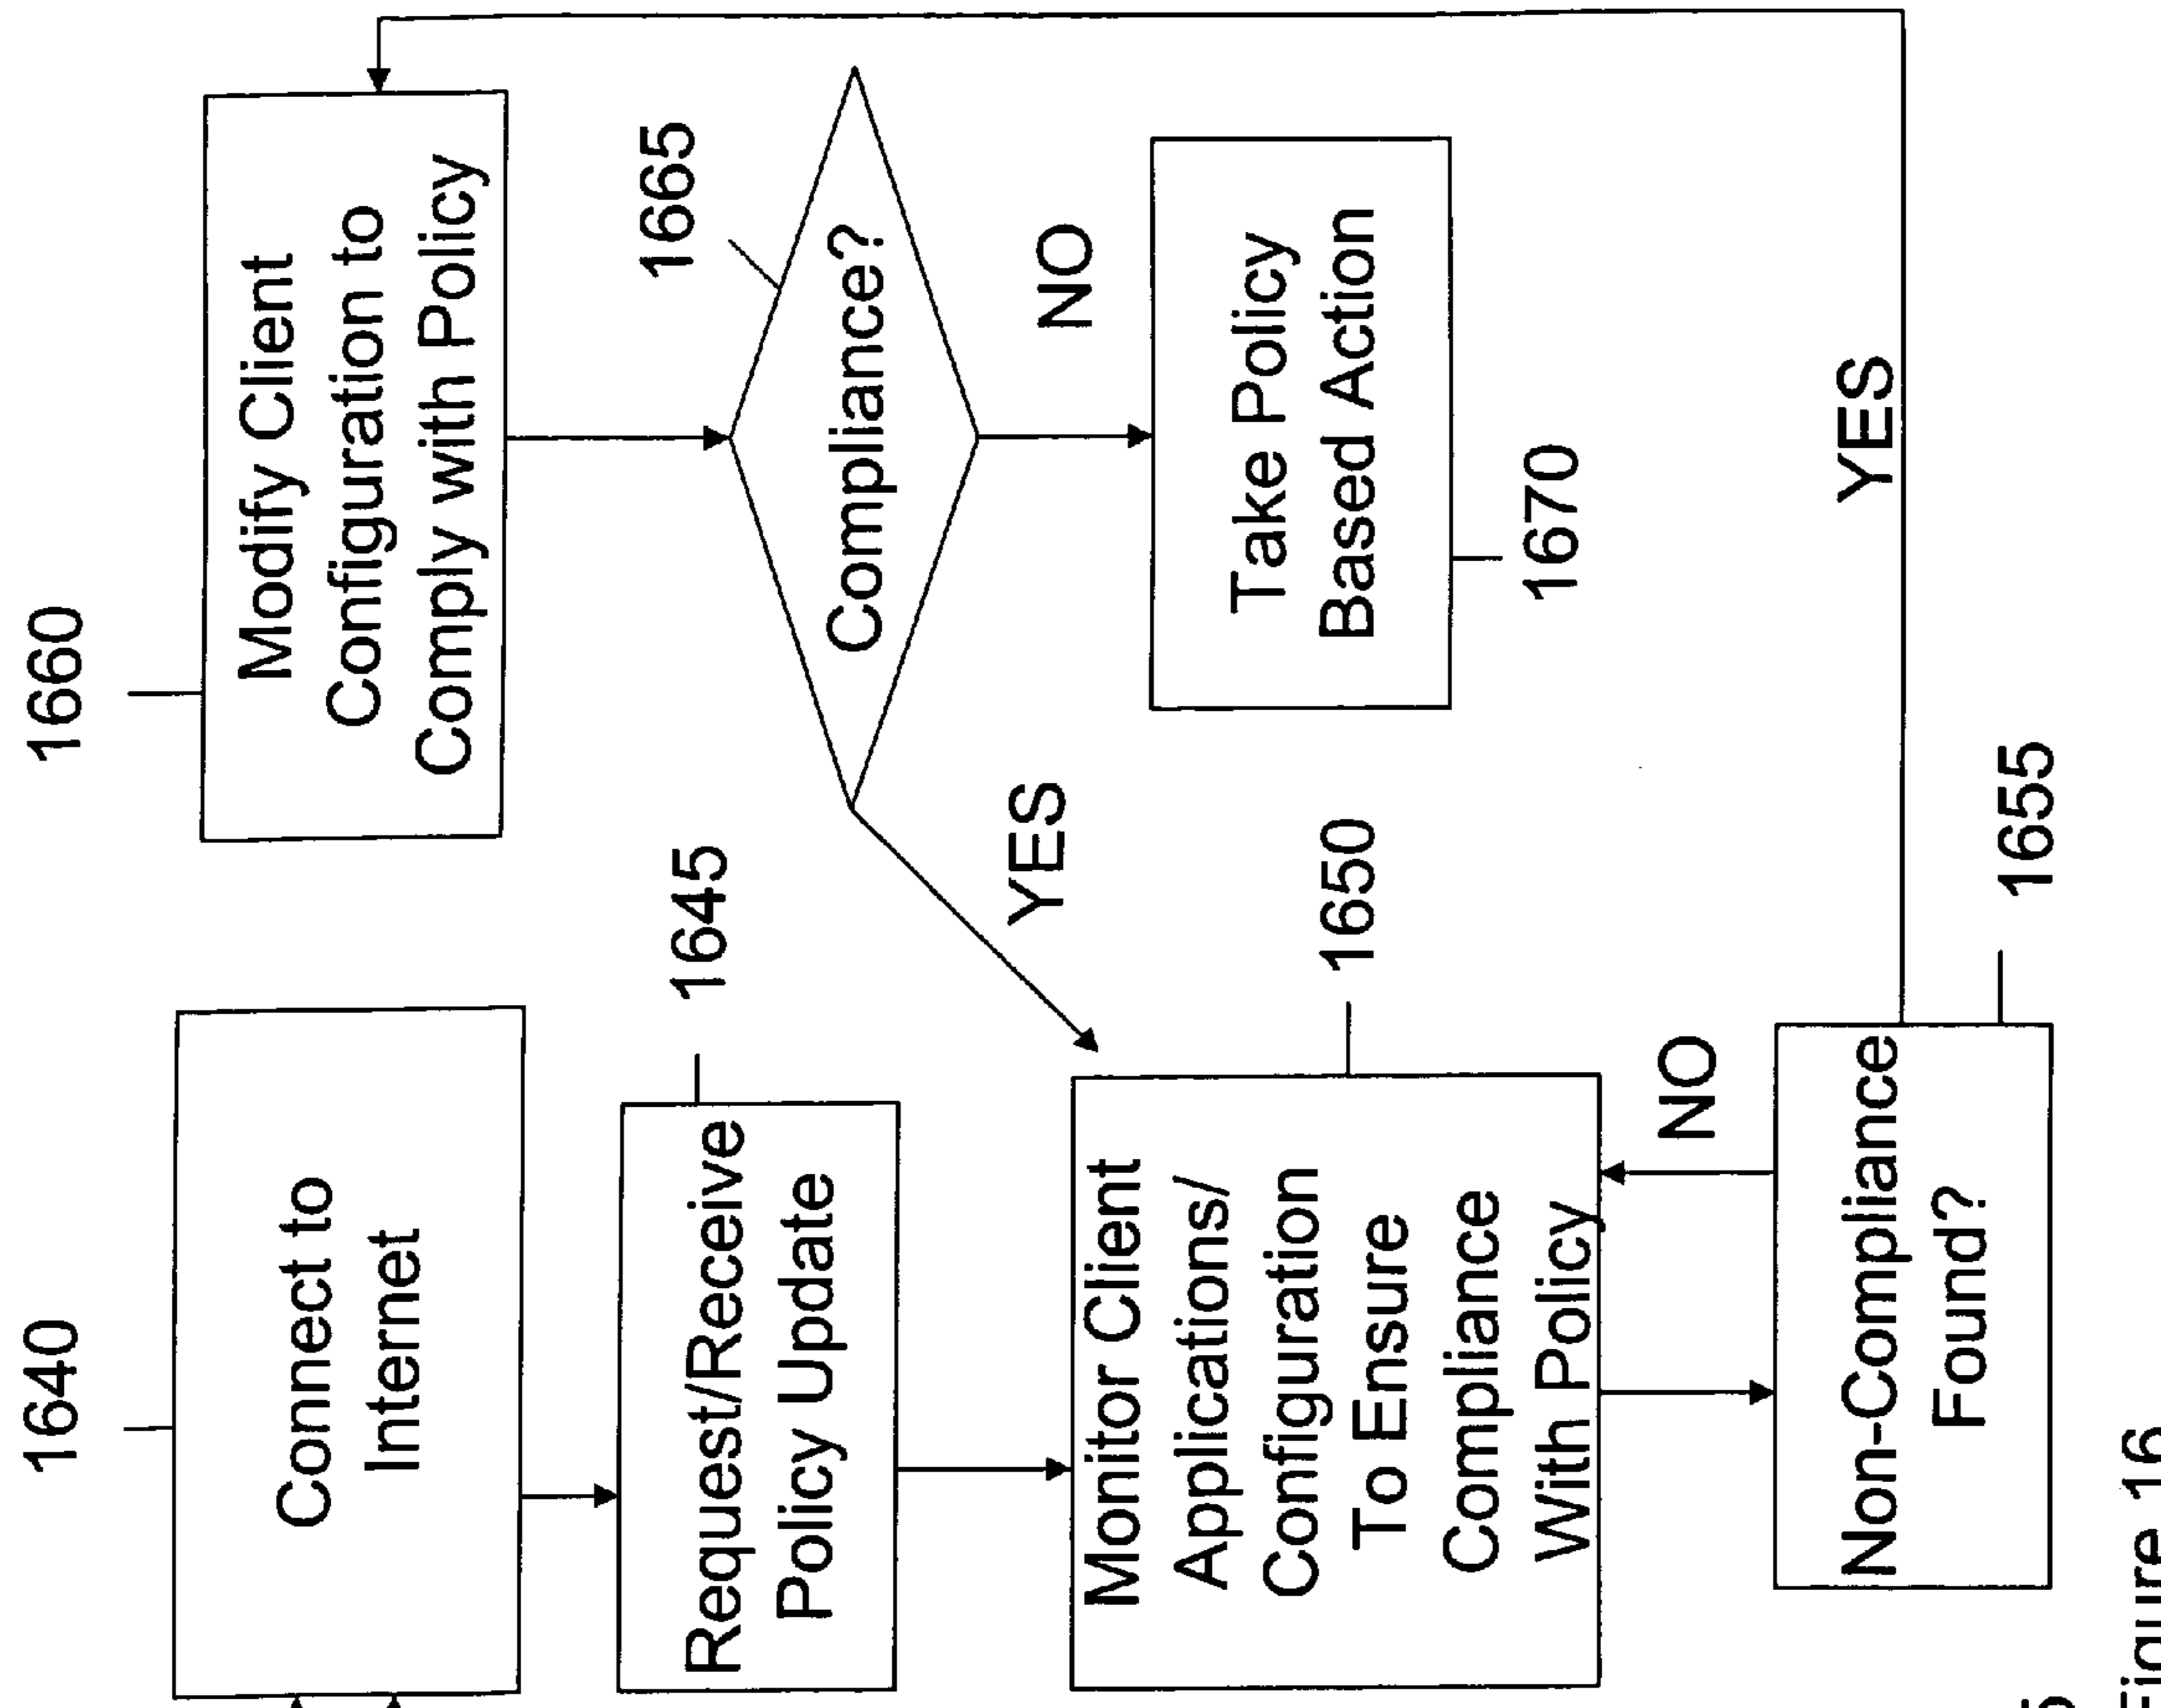 1640
Connect to
Internet
1645
Request/Receive
Policy Update
1650
Monitor Client
Applications/
Configuration
To Ensure
Compliance
With Policy
NO
1655
Non-Compliance
Found?
YES
1660
Modify Client
Configuration to
Comply with Policy
1665
Compliance?
YES
NO
Take Policy
Based Action
1670
Figure 16